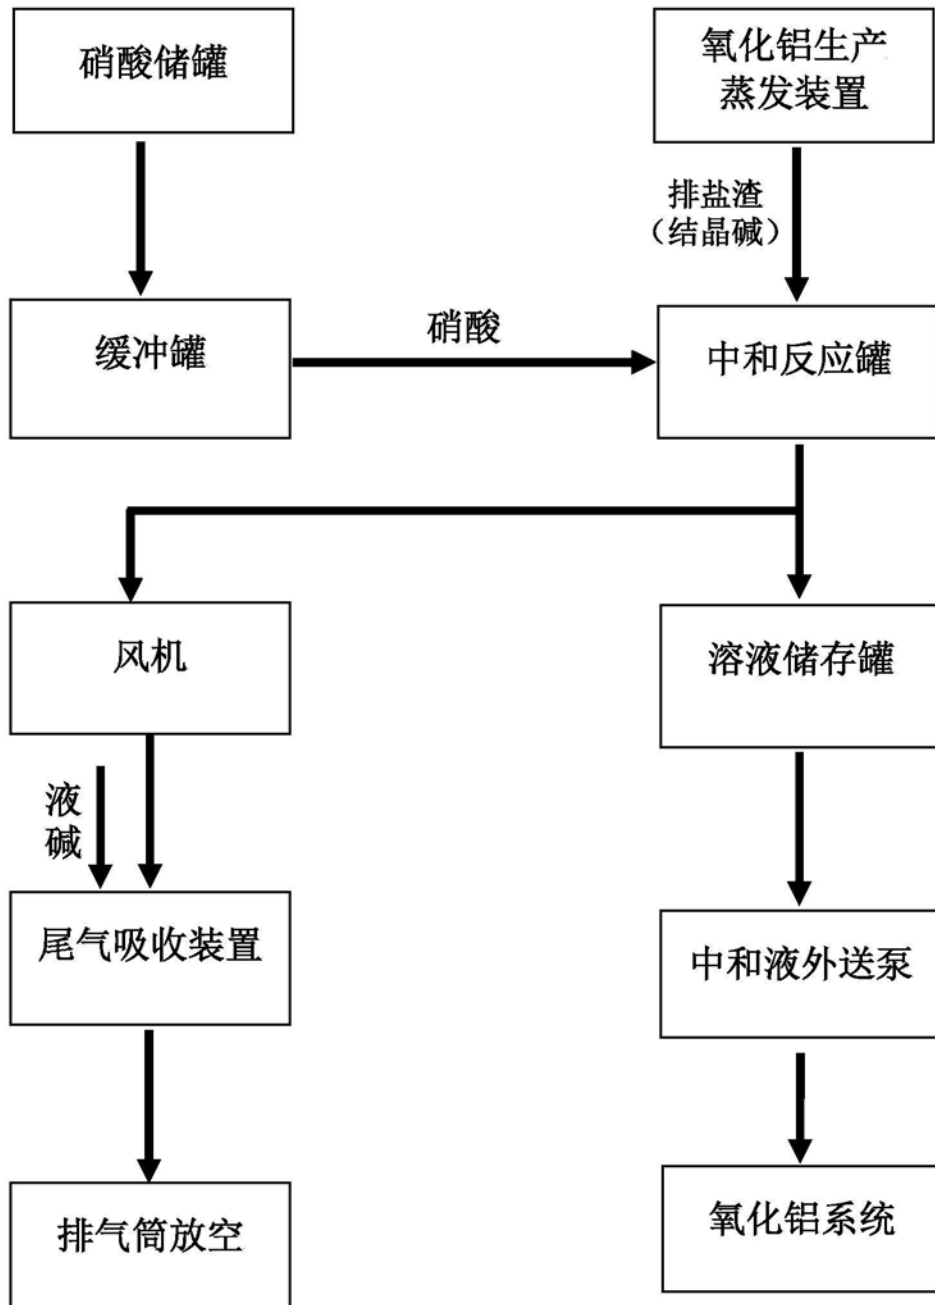 硝酸储罐
氧化铝生产
蒸发装置
排盐渣
（结晶碱）
缓冲罐
硝酸
中和反应罐
风机
溶液储存罐
液
碱
尾气吸收装置
中和液外送泵
排气筒放空
氧化铝系统